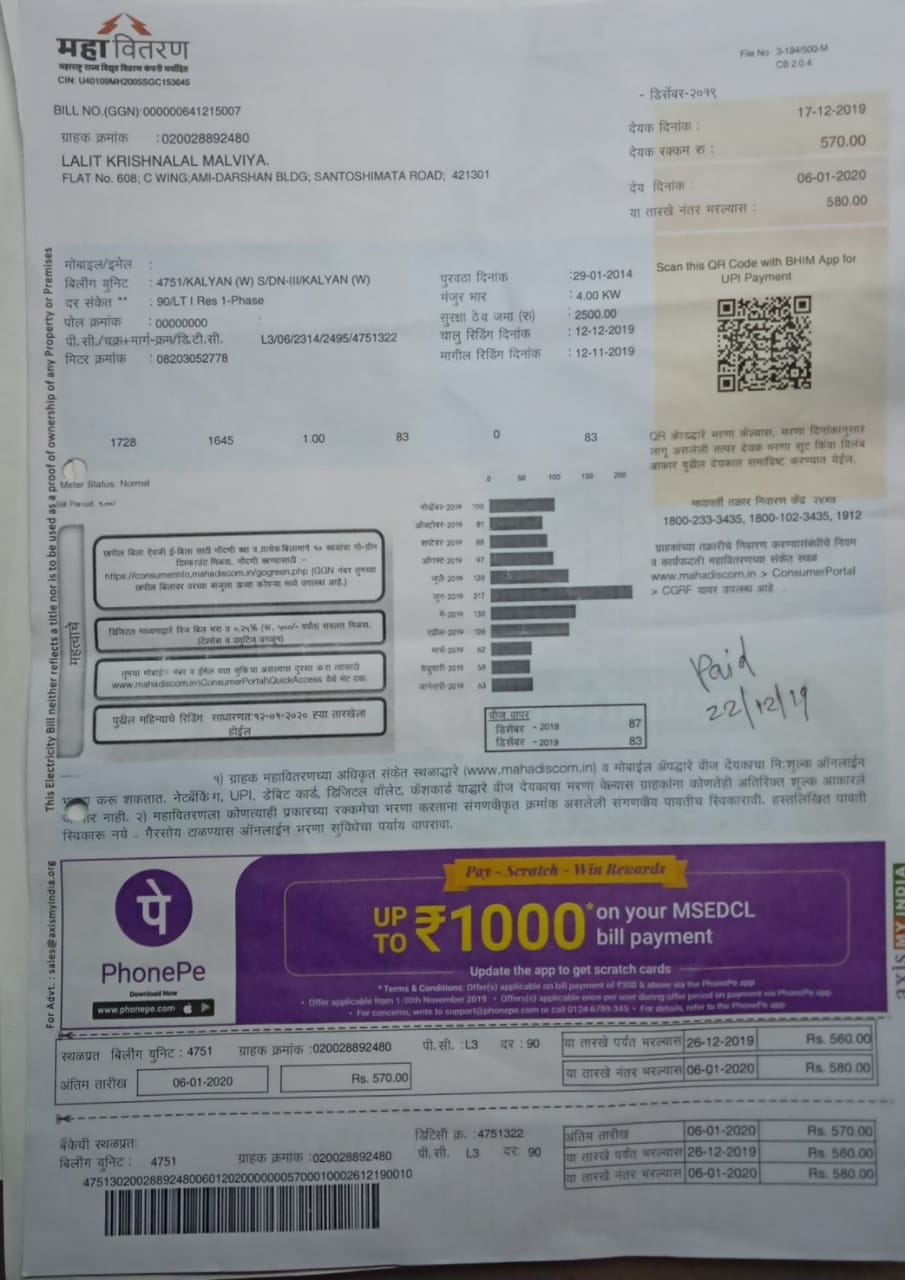 महावितरण
महाराष्ट्र राज्य विद्युत वितरण कंपनी मर्यादित
CIN: U40109MH2005SGC153645
File No 3-194/500-M
CB 2 0 4
BILL NO.(GGN):000000641215007
- डिसेंबर-२०१९
ग्राहक क्रमांक :020028892480
देयक दिनांक : 17-12-2019
LALIT KRISHNALAL MALVIYA.
देयक रक्कम रु : 570.00
FLAT No. 608; C WING;AMI-DARSHAN BLDG; SANTOSHIMATA ROAD; 421301
देय दिनांक : 06-01-2020
या तारखे नंतर भरल्यास : 580.00
मोबाइल/इमेल :
बिलींग युनिट : 4751/KALYAN (W) S/DN-III/KALYAN (W)
दर संकेत ** : 90/LT I Res 1-Phase
पोल क्रमांक : 00000000 :
पी.सी./चक्र+मार्ग-क्रम/डि.टी.सी. L3/06/2314/2495/4751322
मिटर क्रमांक : 08203052778
पुरवठा दिनांक :29-01-2014
मंजुर भार : 4.00 KW
सुरक्षा ठेव जमा (रु) : 2500.00
चालु रिडिंग दिनांक : 12-12-2019
मागील रिडिंग दिनांक : 12-11-2019
Scan this QR Code with BHIM App for
UPI Payment
QR कोडद्वारे भरणा केल्यास, भरणा दिनांकानुसार
लागू असलेली तत्पर देयक भरणा सुट किंवा विलंब
आकार पुढील देयकात समाविष्ट करण्यात येईल.
1728 1645 1.00 83 0 83
Meter Status: Normal
Bill Period:
This Electricity Bill neither reflects a title nor is to be used as a proof of ownership of any Property or Premises
महत्वाचे
छापील बिला ऐवजी ई-बिला साठी नोंदणी करा व प्रत्येक बिलामागे १० रुपयांचा गो-ग्रीन
डिस्काउंट मिळवा. नोंदणी करण्यासाठी -
https://consumerinfo.mahadiscom.in/gogreen.php (GGN नंबर तुमच्या
छापील बिलावर वरच्या बाजुला डाव्या कोपऱ्या मध्ये उपलब्ध आहे.)
डिजिटल माध्यमाद्वारे विज बिल भरा व ०.२५% (रू. ५००/- पर्यंत) सवलत मिळवा.
(टॅक्सेस व ड्युटिज वगळून)
तुमचा मोबाईल नंबर व ईमेल पत्ता चुकिचा असल्यास दुरुस्त करा त्यासाठी
www.mahadiscom.in\ConsumerPortal\QuickAccess येथे भेट द्या.
पुढील महिन्याचे रिडिंग साधारणत:१२-०१-२०२० ह्या तारखेला
होईल
0 50 100 150 200
नोव्हेंबर-2019 100
ऑक्टोबर-2019 81
सप्टेंबर-2019 88
ऑगस्ट-2019 97
जुलै-2019 120
जुन-2019 217
मे-2019
एप्रील-2019
मार्च-2019 62
फेब्रुवारी-2019 59
जानेवारी-2019 63
वीज वापर
डिसेंबर - 2018 87
डिसेंबर - 2019 83
मध्यवर्ती तक्रार निवारण केंद्र २४x७
1800-233-3435, 1800-102-3435, 1912
ग्राहकांच्या तक्रारीचे निवारण करण्यासंबंधीचे नियम
व कार्यपध्दती महावितरणच्या संकेत स्थळ
www.mahadiscom.in > ConsumerPortal
> CGRF यावर उपलब्ध आहे .
Paid
22/12/19
१) ग्राहक महावितरणच्या अधिकृत संकेत स्थळाद्वारे (www.mahadiscom.in) व मोबाईल अ‍ॅपद्वारे वीज देयकाचा नि:शुल्क ऑनलाईन
करू शकतात. नेटबँकिंग, UPI, डेबिट कार्ड, डिजिटल वॉलेट, कॅशकार्ड याद्वारे वीज देयकाचा भरणा केल्यास ग्राहकांना कोणतेही अतिरिक्त शुल्क आकारले
नाही. २) महावितरणला कोणत्याही प्रकारच्या रक्कमेचा भरणा करताना संगणवीकृत क्रमांक असलेली संगणवीय पावतीच स्विकारावी. हस्तलिखित पावती
स्विकारू नये . गैरसोय टाळण्यास ऑनलाईन भरणा सुविधेचा पर्याय वापरावा.
For Advt. : sales@axismyindia.org
पे
PhonePe
Download Now
www.phonepe.com
Pay - Scratch - Win Rewards
UP TO ₹1000* on your MSEDCL
bill payment
Update the app to get scratch cards
* Terms & Conditions: Offer(s) applicable on bill payment of ₹300 & above via the PhonePe app
• Offer applicable from 1-30th November 2019 • Offers(s) applicable once per user during offer period on payment via PhonePe app
• For concerns, write to support@phonepe.com or call 0124-6789-345 • For details, refer to the PhonePe app
axis MY INDIA
स्थळप्रत बिलींग युनिट : 4751 ग्राहक क्रमांक :020028892480 पी.सी. :L3 दर : 90
या तारखे पर्यंत भरल्यास 26-12-2019 Rs. 560.00
अंतिम तारीख 06-01-2020 Rs. 570.00
या तारखे नंतर भरल्यास 06-01-2020 Rs. 580.00
बँकेची स्थळप्रत:
डिटिसी क्र. :4751322
अंतिम तारीख 06-01-2020 Rs. 570.00
बिलींग युनिट : 4751 ग्राहक क्रमांक :020028892480 पी.सी. L3 दर: 90
या तारखे पर्यंत भरल्यास 26-12-2019 Rs. 560.00
या तारखे नंतर भरल्यास 06-01-2020 Rs. 580.00
47513020028892480060120200000005700010002612190010